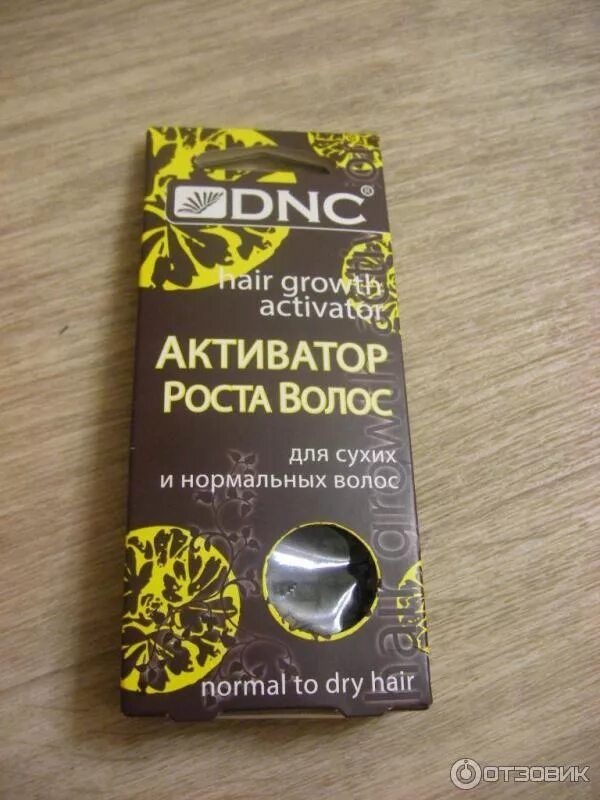 DNC®
hair growth
activator
АКТИВАТОР
РОСТА ВОЛОС
для сухих
и нормальных волос
normal to dry hair
ОТЗОВИК